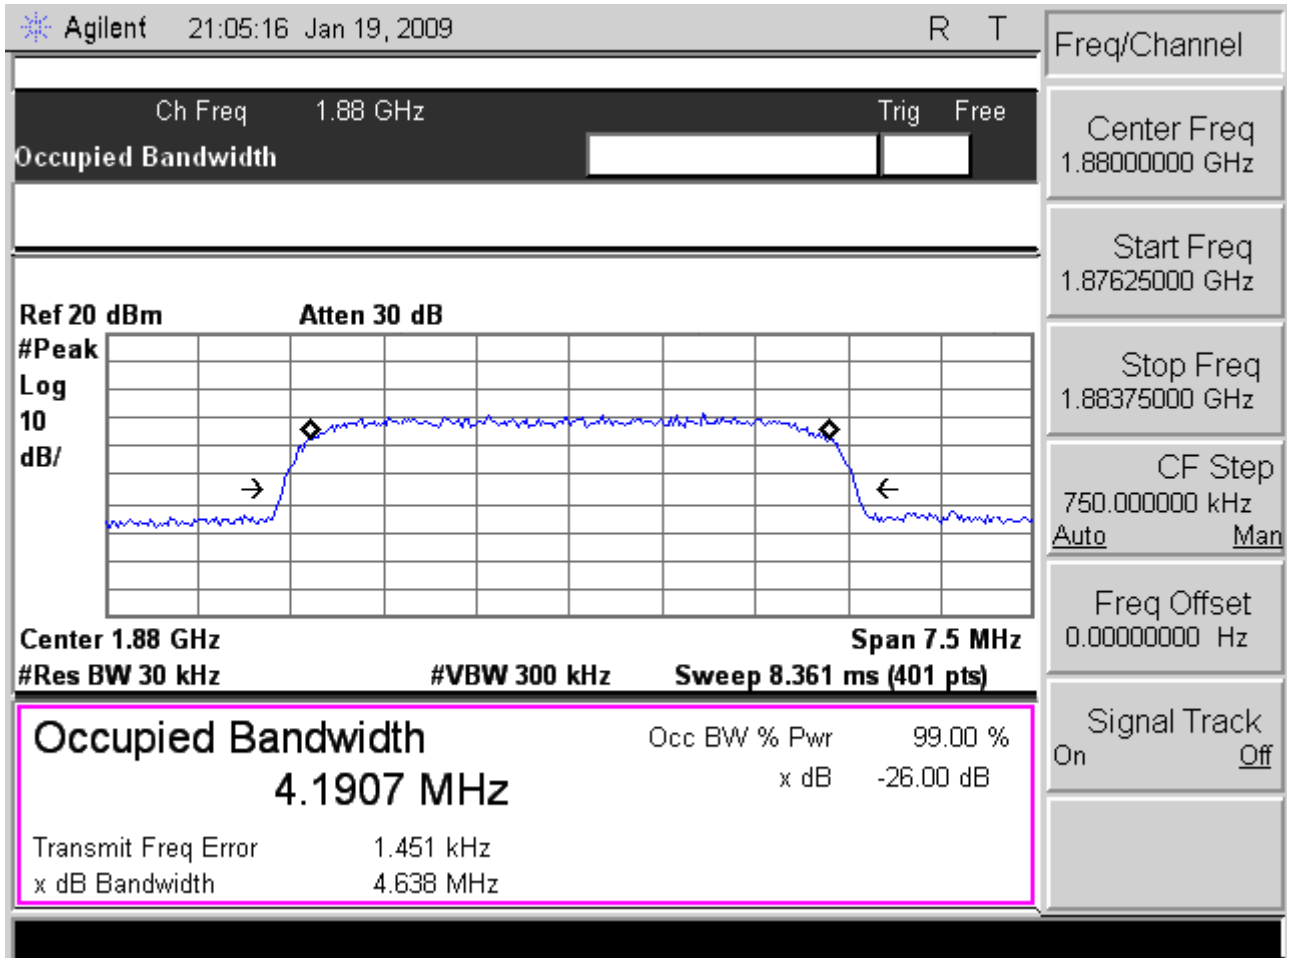 Agilent 21:05:16 Jan 19, 2009 R T
Freq/Channel
Ch Freq 1.88 GHz Trig Free
Occupied Bandwidth
Center Freq
1.88000000 GHz
Start Freq
1.87625000 GHz
Stop Freq
1.88375000 GHz
CF Step
750.000000 kHz
Auto Man
Freq Offset
0.00000000 Hz
Signal Track
On Off
Ref 20 dBm Atten 30 dB
#Peak
Log
10
dB/
Center 1.88 GHz Span 7.5 MHz
#Res BW 30 kHz #VBW 300 kHz Sweep 8.361 ms (401 pts)
Occupied Bandwidth Occ BW % Pwr 99.00 %
4.1907 MHz x dB -26.00 dB
Transmit Freq Error 1.451 kHz
x dB Bandwidth 4.638 MHz